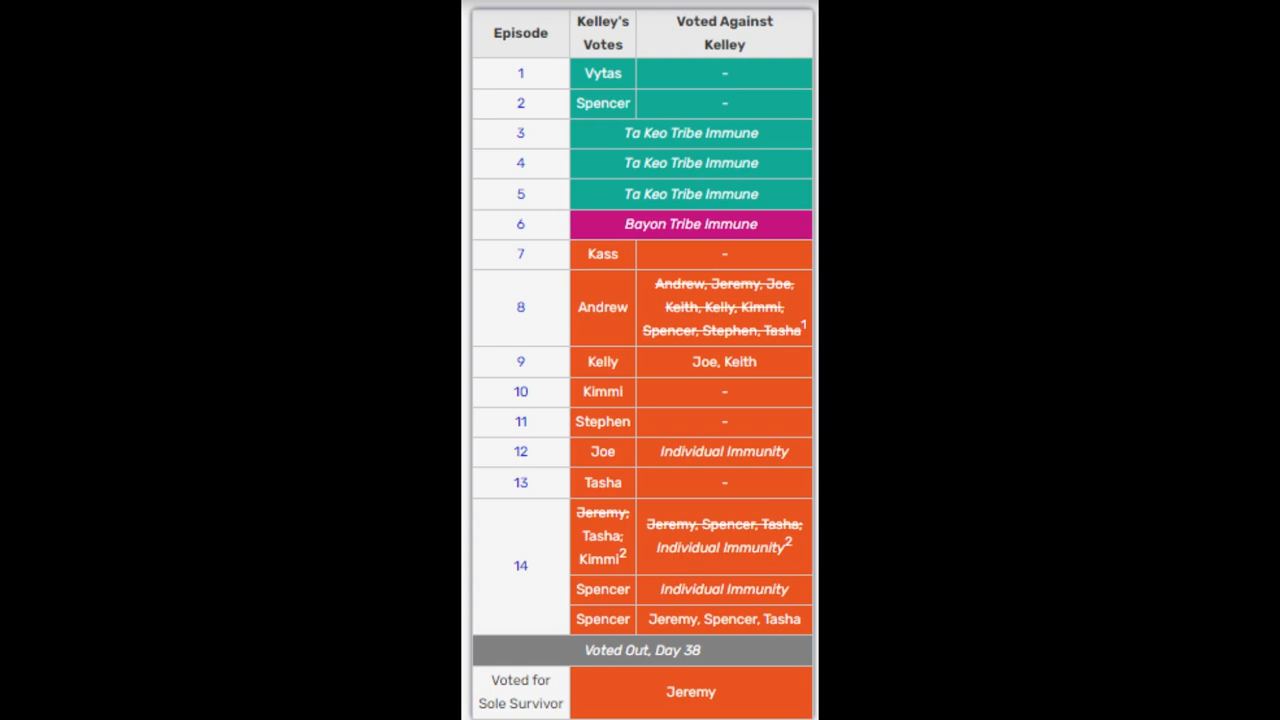 Episode Kelley's Votes Voted Against Kelley
1 Vytas -
2 Spencer -
3 Ta Keo Tribe Immune
4 Ta Keo Tribe Immune
5 Ta Keo Tribe Immune
6 Bayon Tribe Immune
7 Kass -
8 Andrew Andrew, Jeremy, Joe,
Keith, Kelly, Kimmi,
Spencer, Stephen, Tasha1
9 Kelly Joe, Keith
10 Kimmi -
11 Stephen -
12 Joe Individual Immunity
13 Tasha -
14 Jeremy;
Tasha;
Kimmi2
Jeremy, Spencer, Tasha;
Individual Immunity2
Spencer Individual Immunity
Spencer Jeremy, Spencer, Tasha
Voted Out, Day 38
Voted for
Sole Survivor
Jeremy